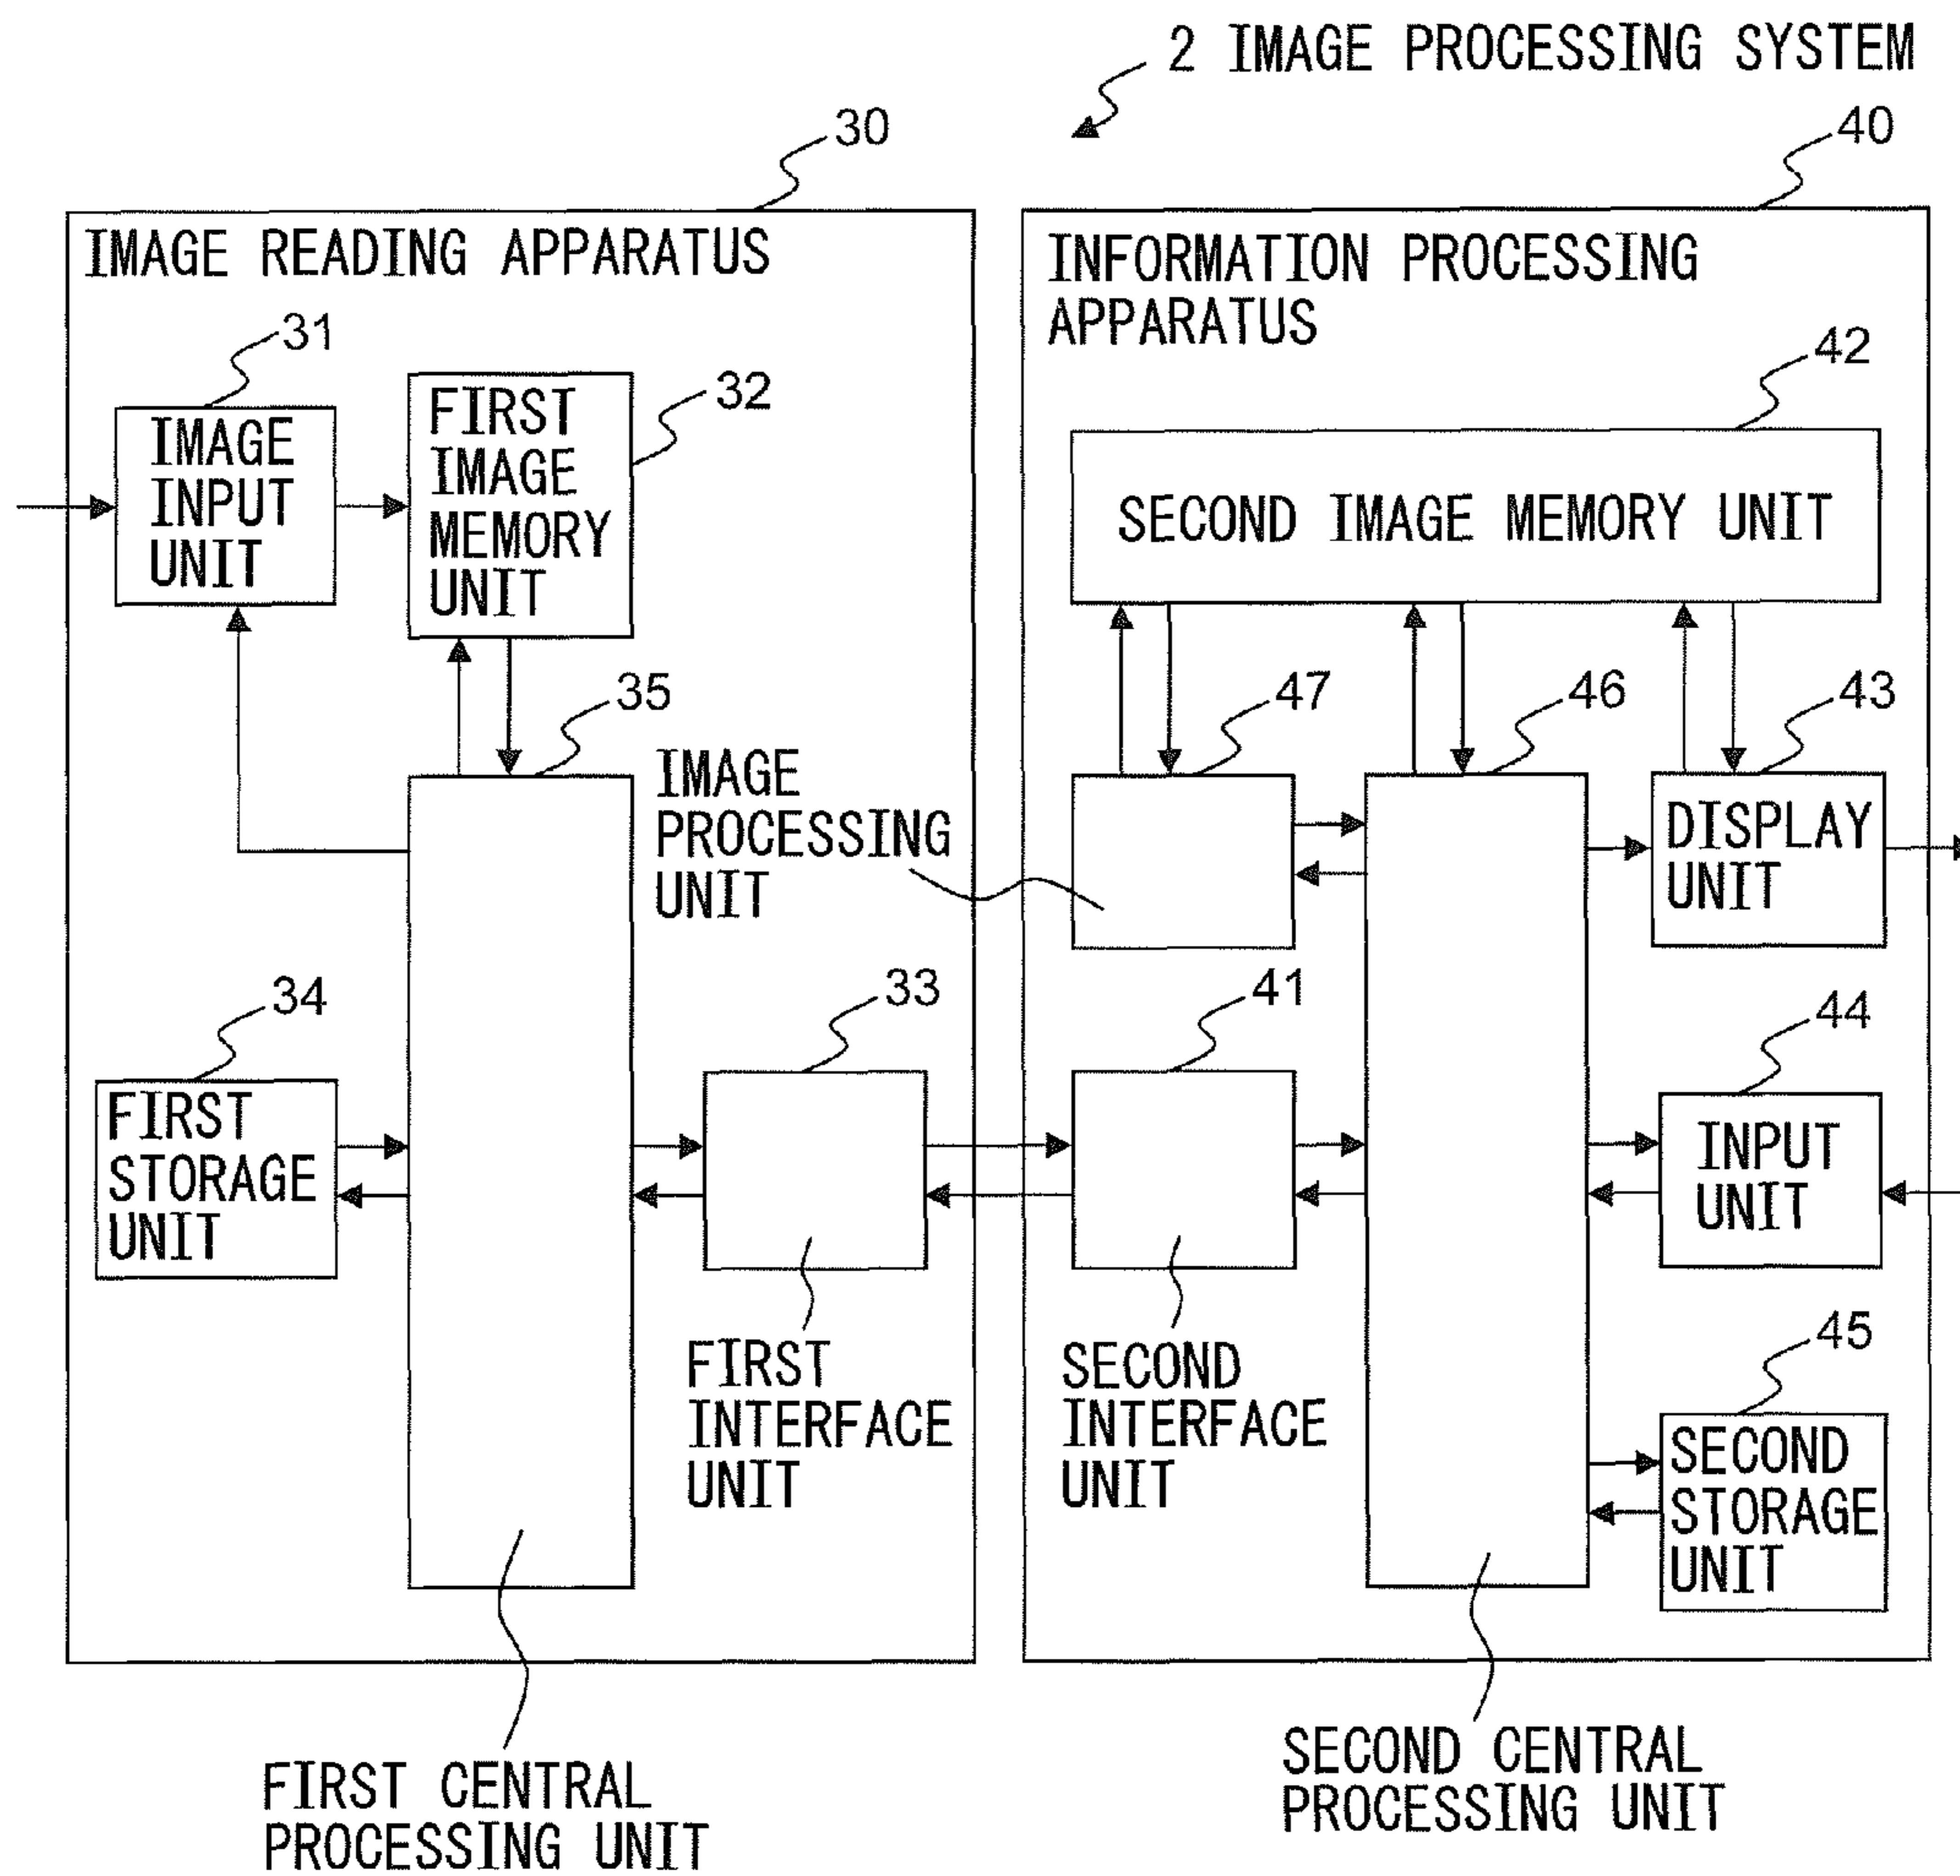 2 IMAGE PROCESSING SYSTEM
30
40
IMAGE READING APPARATUS
31
IMAGE
INPUT
UNIT
32
FIRST
IMAGE
MEMORY
UNIT
35
34
FIRST
STORAGE
UNIT
33
FIRST
INTERFACE
UNIT
FIRST CENTRAL
PROCESSING UNIT
INFORMATION PROCESSING
APPARATUS
42
SECOND IMAGE MEMORY UNIT
47
IMAGE
PROCESSING
UNIT
46
43
DISPLAY
UNIT
41
SECOND
INTERFACE
UNIT
44
INPUT
UNIT
45
SECOND
STORAGE
UNIT
SECOND CENTRAL
PROCESSING UNIT